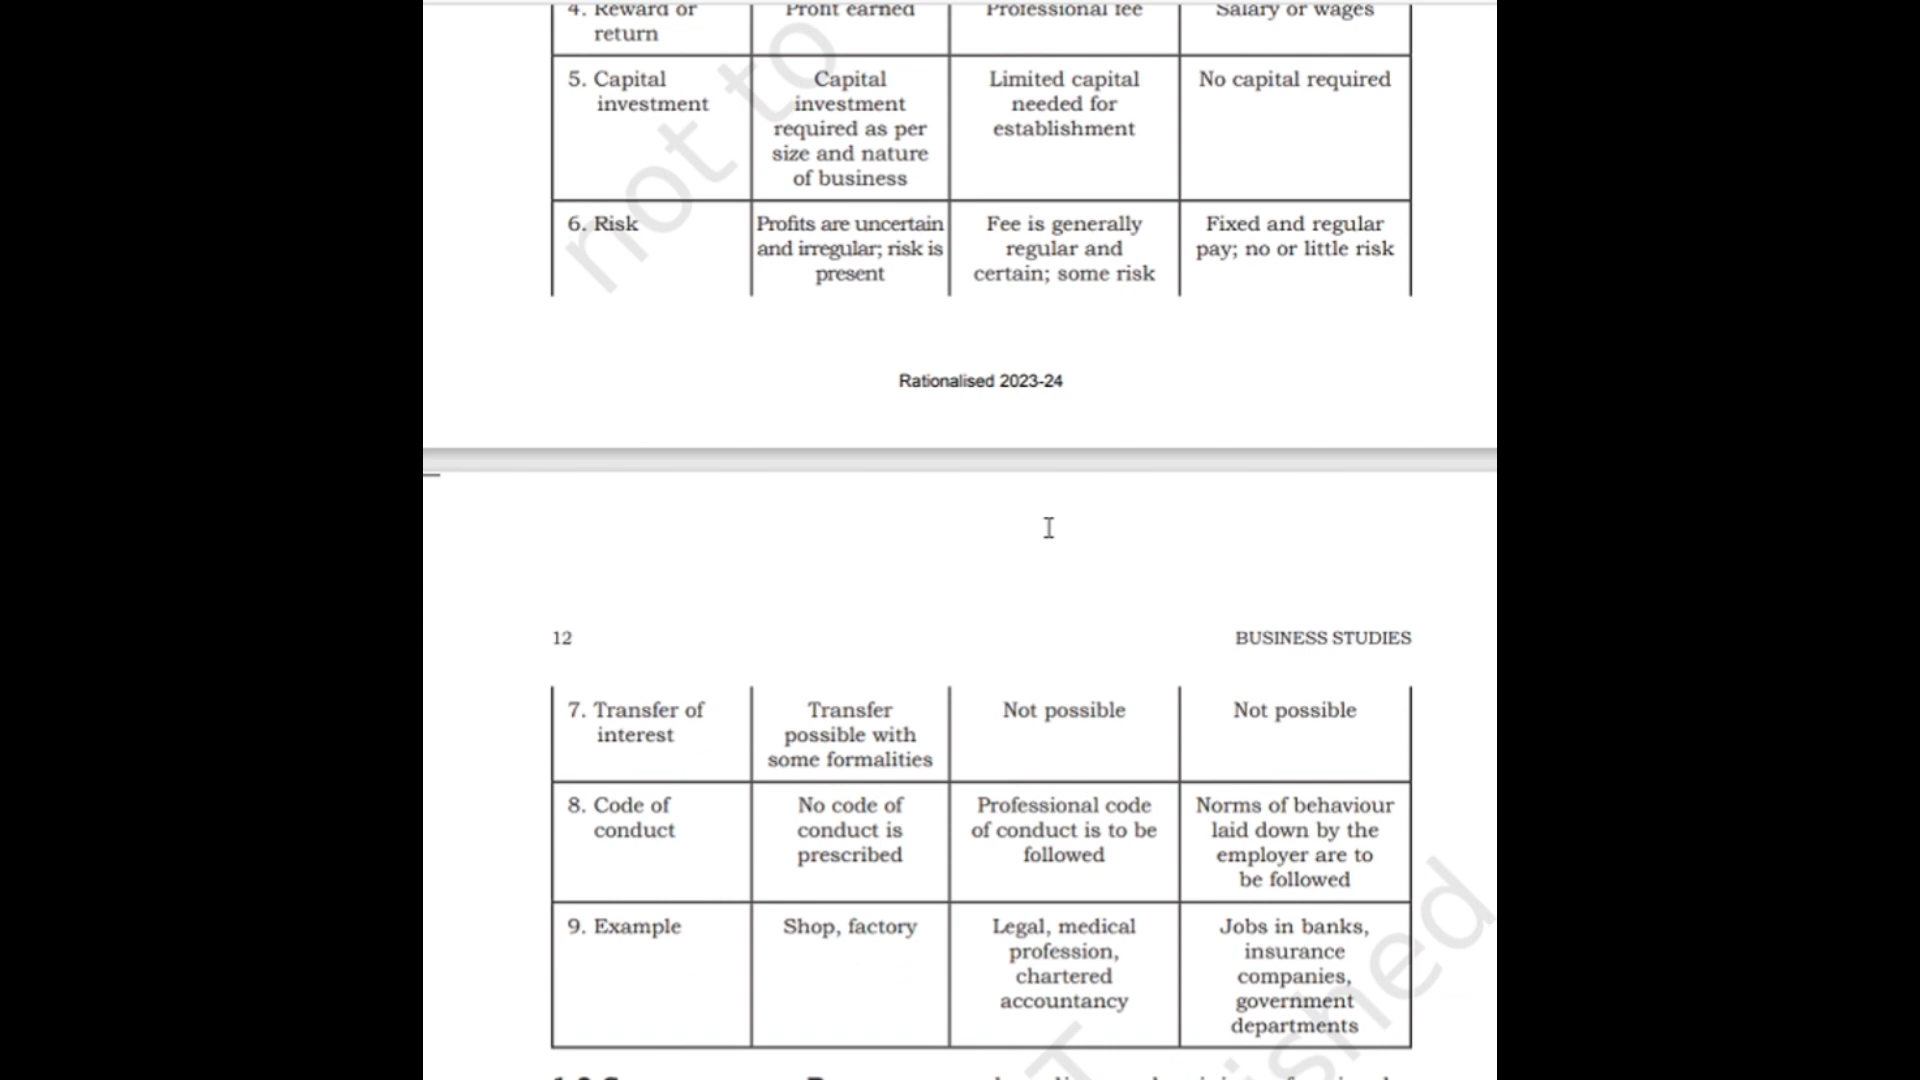 4. Reward or
return
Profit earned
Professional fee
Salary or wages
5. Capital
investment
Capital
investment
required as per
size and nature
of business
Limited capital
needed for
establishment
No capital required
6. Risk
Profits are uncertain
and irregular; risk is
present
Fee is generally
regular and
certain; some risk
Fixed and regular
pay; no or little risk
not to
Rationalised 2023-24
12
BUSINESS STUDIES
7. Transfer of
interest
Transfer
possible with
some formalities
Not possible
Not possible
8. Code of
conduct
No code of
conduct is
prescribed
Professional code
of conduct is to be
followed
Norms of behaviour
laid down by the
employer are to
be followed
9. Example
Shop, factory
Legal, medical
profession,
chartered
accountancy
Jobs in banks,
insurance
companies,
government
departments